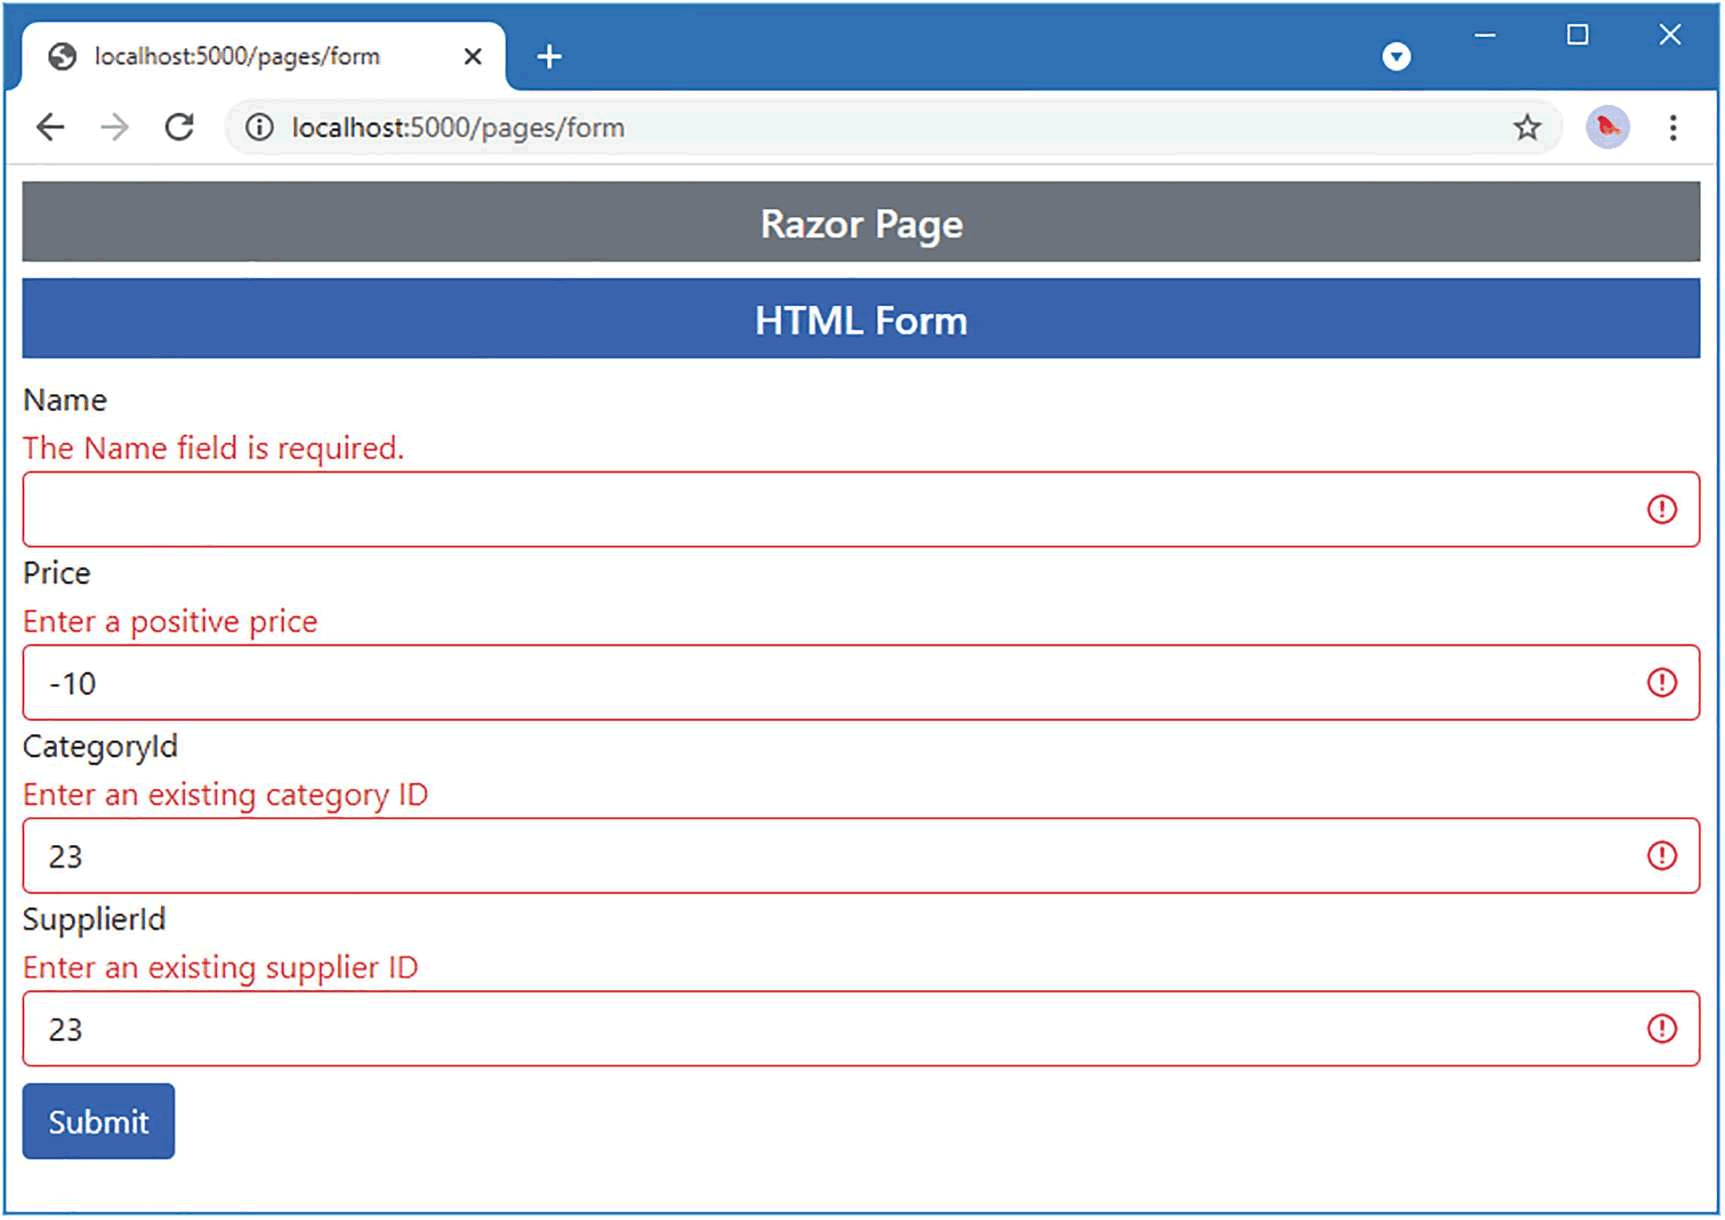 localhost:5000/pages/form
localhost:5000/pages/form
Razor Page
HTML Form
Name
The Name field is required.
Price
Enter a positive price
-10
CategoryId
Enter an existing category ID
23
SupplierId
Enter an existing supplier ID
23
Submit